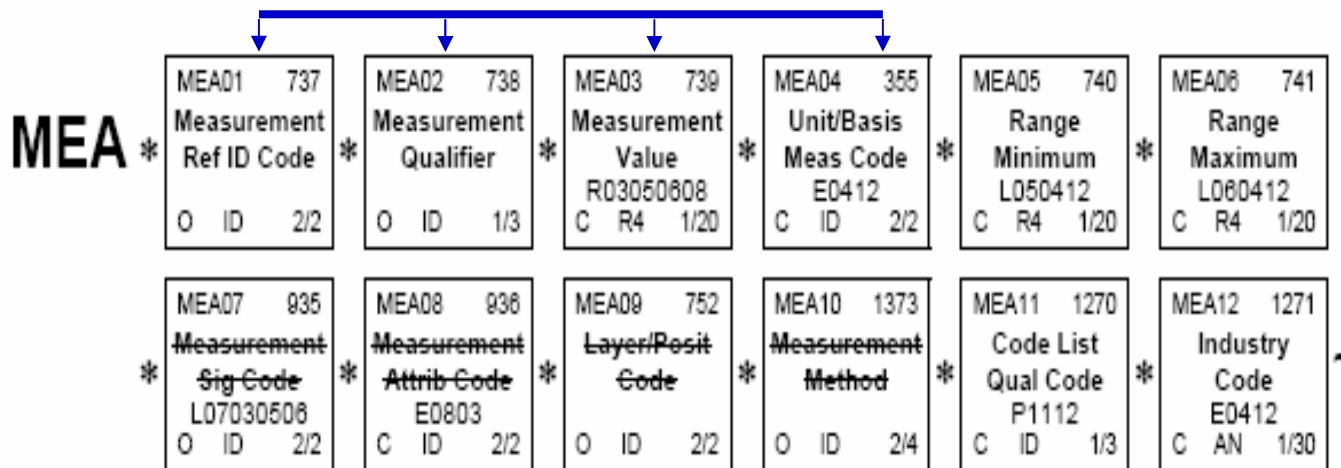 MEA * MEA01 737 * MEA02 738 * MEA03 739 * MEA04 355 * MEA05 740 * MEA06 741
Measurement Measurement Measurement Unit/Basis Range Range
Ref ID Code Qualifier Value Meas Code Minimum Maximum
R03050608 E0412 L050412 L060412
O ID 2/2 O ID 1/3 C R4 1/20 C ID 2/2 C R4 1/20 C R4 1/20
* MEA07 935 * MEA08 936 * MEA09 752 * MEA10 1373 * MEA11 1270 * MEA12 1271
Measurement Measurement Layer/Posit Measurement Code List Industry
Sig Code Attrib Code Code Method Qual Code Code
L07030506 E0803 P1112 E0412
O ID 2/2 C ID 2/2 O ID 2/2 O ID 2/4 C ID 1/3 C AN 1/30